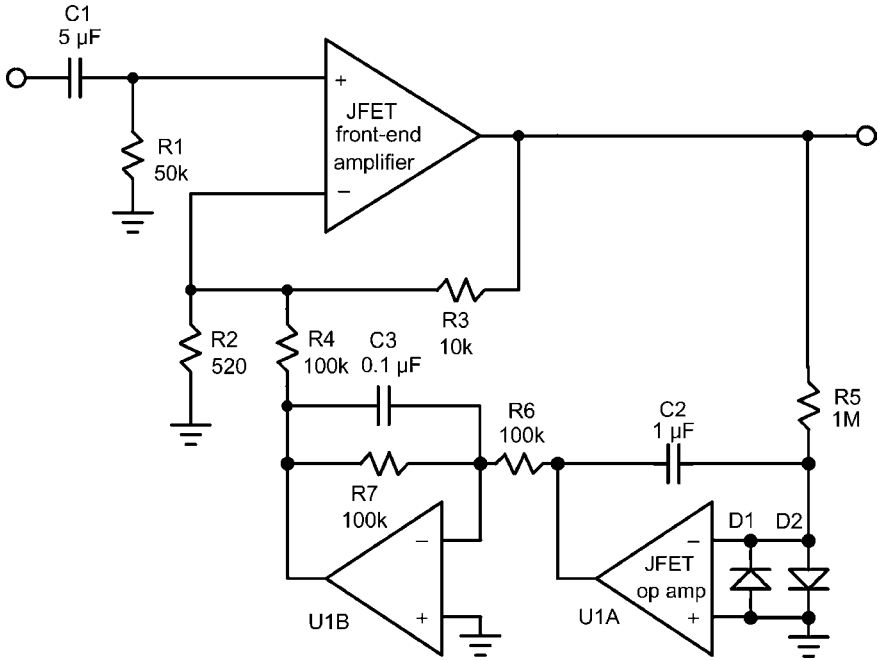 C1
5 µF
+
JFET
front-end
amplifier
−
R1
50k
R2
520
R4
100k
C3
0.1 µF
R3
10k
R5
1M
R6
100k
C2
1 µF
R7
100k
−
+
U1B
−
JFET
op amp
+
U1A
D1
D2